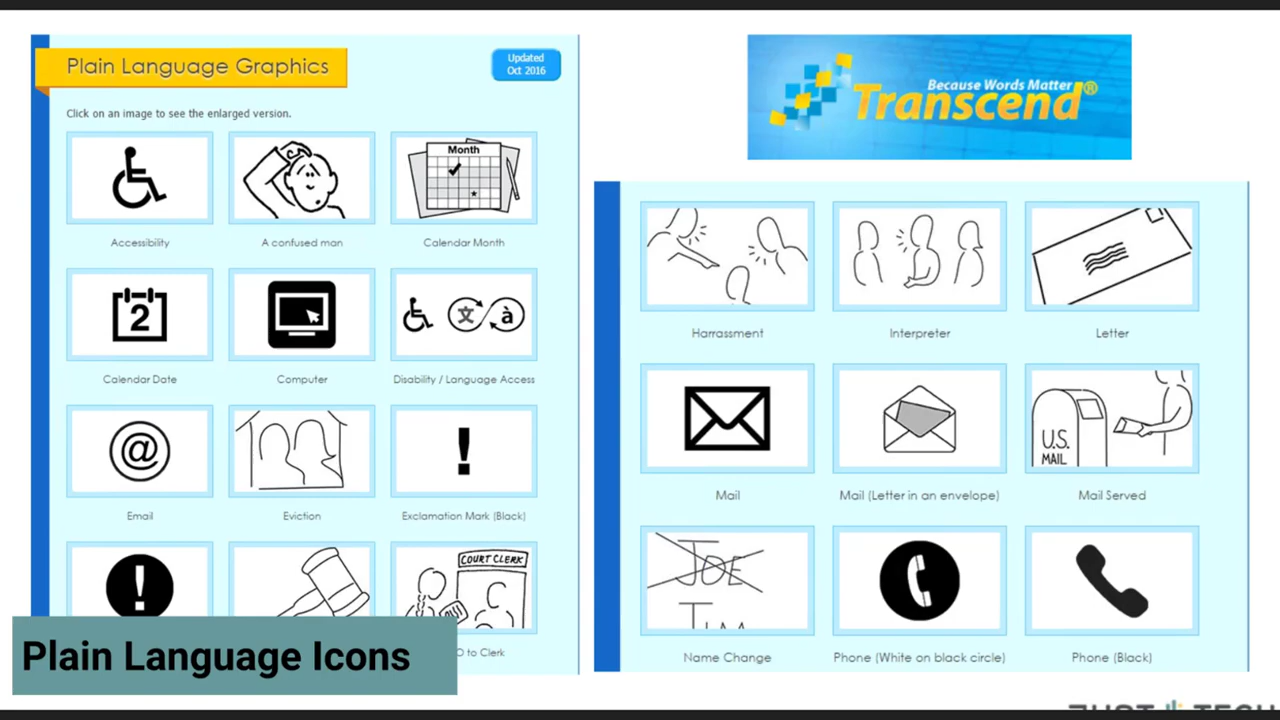 Plain Language Graphics
Updated
Oct 2016
Click on an image to see the enlarged version.
Month
Accessibility
A confused man
Calendar Month
2
文
à
Calendar Date
Computer
Disability / Language Access
@
!
Email
Eviction
Exclamation Mark (Black)
!
COURT CLERK
O to Clerk
Plain Language Icons
Because Words Matter
Transcend®
Harrassment
Interpreter
Letter
U.S.
MAIL
Mail
Mail (Letter in an envelope)
Mail Served
JOE
Name Change
Phone (White on black circle)
Phone (Black)